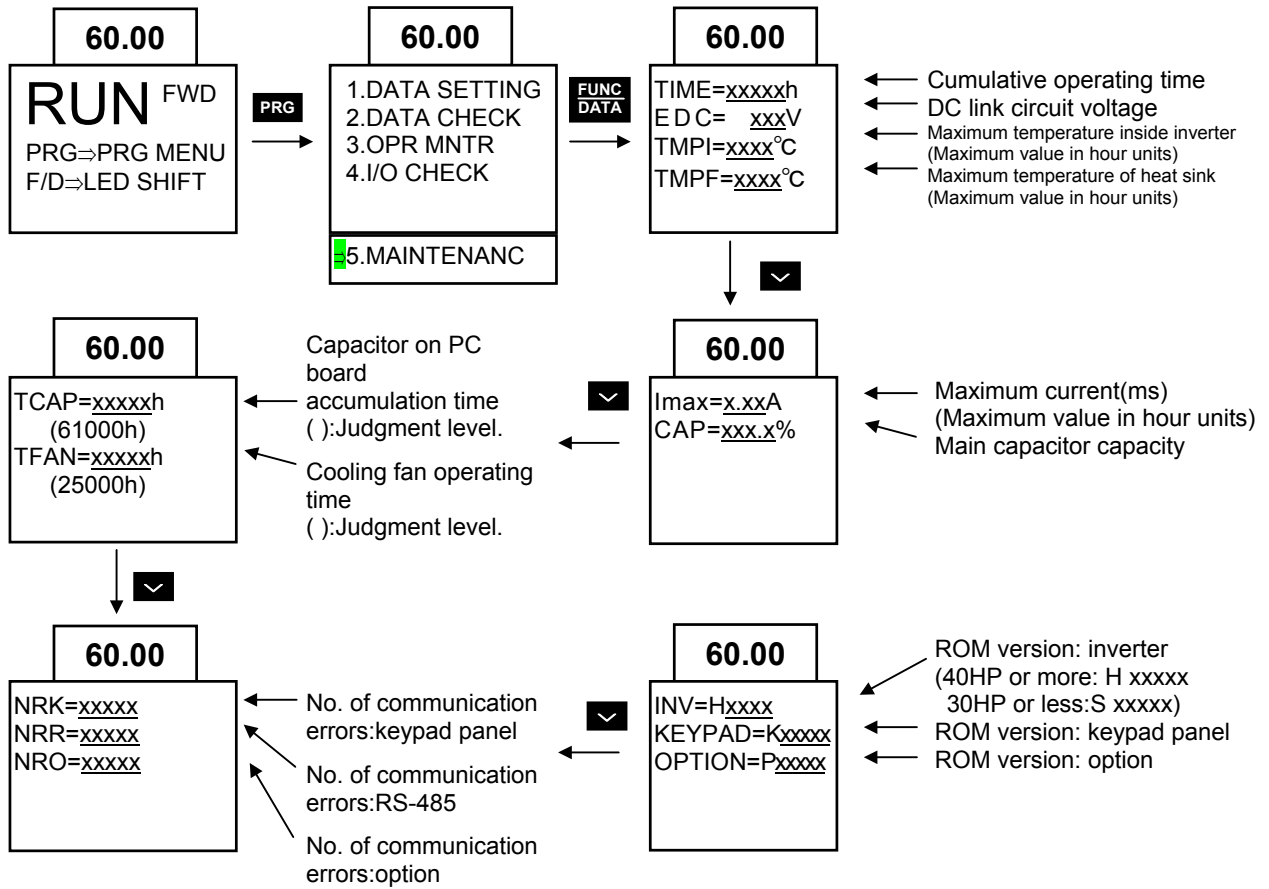 60.00
RUN FWD
PRG⇒PRG MENU
F/D⇒LED SHIFT
PRG
60.00
1.DATA SETTING
2.DATA CHECK
3.OPR MNTR
4.I/O CHECK
⇒5.MAINTENANC
FUNC
DATA
60.00
TIME=xxxxxh
EDC= xxxV
TMPI=xxxx°C
TMPF=xxxx°C
Cumulative operating time
DC link circuit voltage
Maximum temperature inside inverter
(Maximum value in hour units)
Maximum temperature of heat sink
(Maximum value in hour units)
60.00
Imax=x.xxA
CAP=xxx.x%
Maximum current(ms)
(Maximum value in hour units)
Main capacitor capacity
60.00
TCAP=xxxxxh
(61000h)
TFAN=xxxxxh
(25000h)
Capacitor on PC
board
accumulation time
( ):Judgment level.
Cooling fan operating
time
( ):Judgment level.
60.00
NRK=xxxxx
NRR=xxxxx
NRO=xxxxx
No. of communication
errors:keypad panel
No. of communication
errors:RS-485
No. of communication
errors:option
60.00
INV=Hxxxx
KEYPAD=Kxxxxx
OPTION=Pxxxxx
ROM version: inverter
(40HP or more: H xxxxx
30HP or less:S xxxxx)
ROM version: keypad panel
ROM version: option